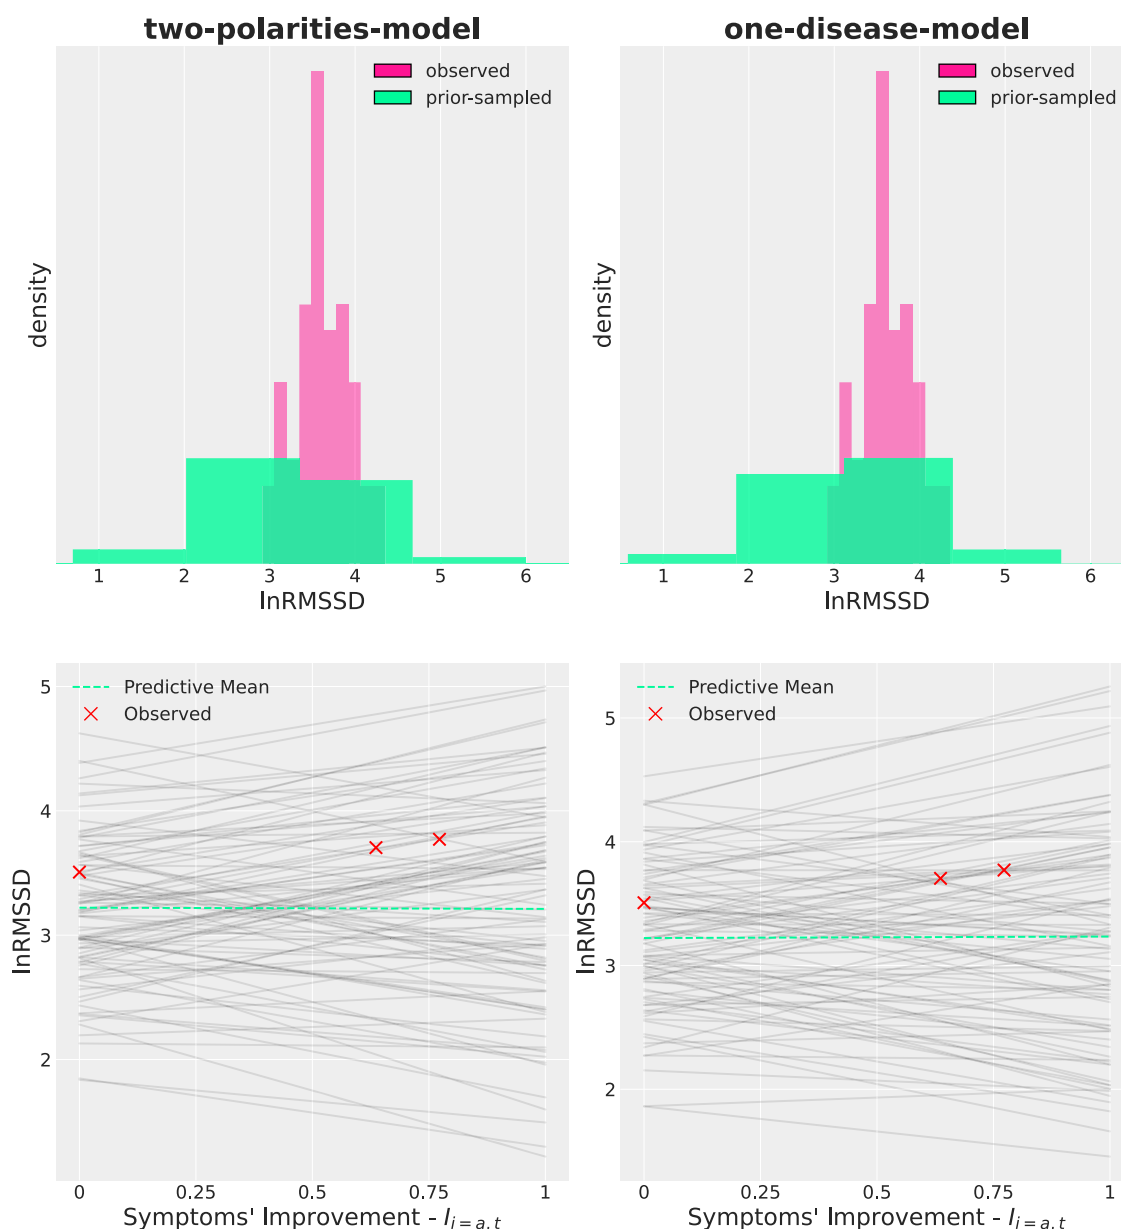 two-polarities-model
observed
prior-sampled
density
1 2 3 4 5 6
lnRMSSD
one-disease-model
observed
prior-sampled
density
1 2 3 4 5 6
lnRMSSD
Predictive Mean
Observed
5
4
3
2
lnRMSSD
0 0.25 0.5 0.75 1
Symptoms' Improvement - I_{i=a,t}
Predictive Mean
Observed
5
4
3
2
lnRMSSD
0 0.25 0.5 0.75 1
Symptoms' Improvement - I_{i=a,t}